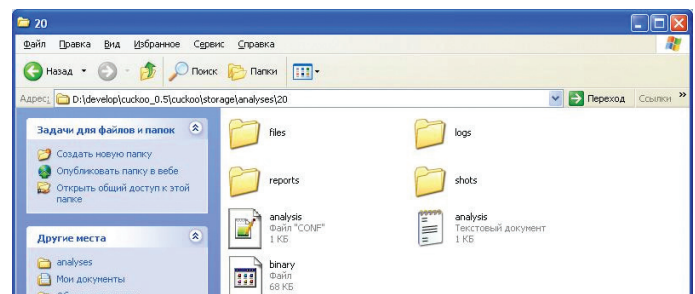 20
Файл Правка Вид Избранное Сервис Справка
Назад Поиск Папки
Адрес: D:\develop\cuckoo_0.5\cuckoo\storage\analyses\20 Переход Ссылки »
Задачи для файлов и папок
Создать новую папку
Опубликовать папку в вебе
Открыть общий доступ к этой
папке
Другие места
analyses
Мои документы
files
logs
reports
shots
analysis
Файл "CONF"
1 КБ
analysis
Текстовый документ
1 КБ
binary
Файл
68 КБ